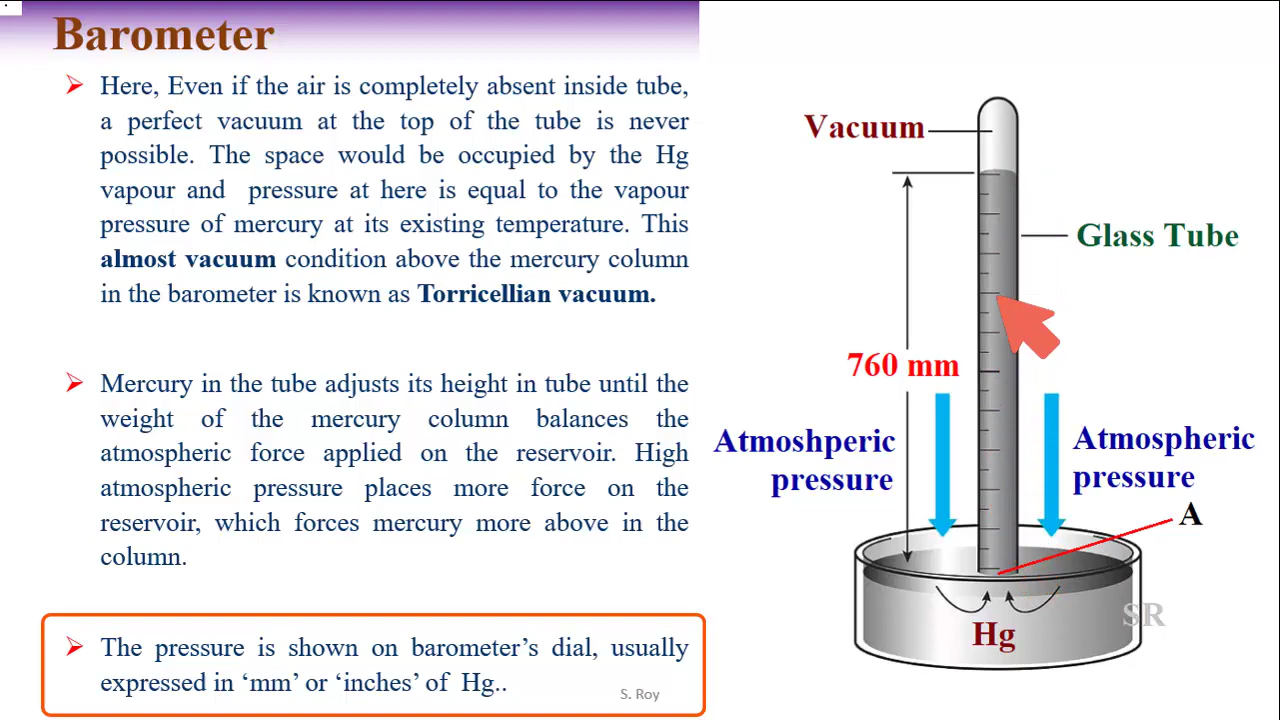 Barometer
Here, Even if the air is completely absent inside tube,
a perfect vacuum at the top of the tube is never
possible. The space would be occupied by the Hg
vapour and pressure at here is equal to the vapour
pressure of mercury at its existing temperature. This
almost vacuum condition above the mercury column
in the barometer is known as Torricellian vacuum.
Mercury in the tube adjusts its height in tube until the
weight of the mercury column balances the
atmospheric force applied on the reservoir. High
atmospheric pressure places more force on the
reservoir, which forces mercury more above in the
column.
The pressure is shown on barometer's dial, usually
expressed in ‘mm’ or ‘inches’ of Hg..
S. Roy
Vacuum
Glass Tube
760 mm
Atmoshperic
pressure
Atmospheric
pressure
A
Hg
SR